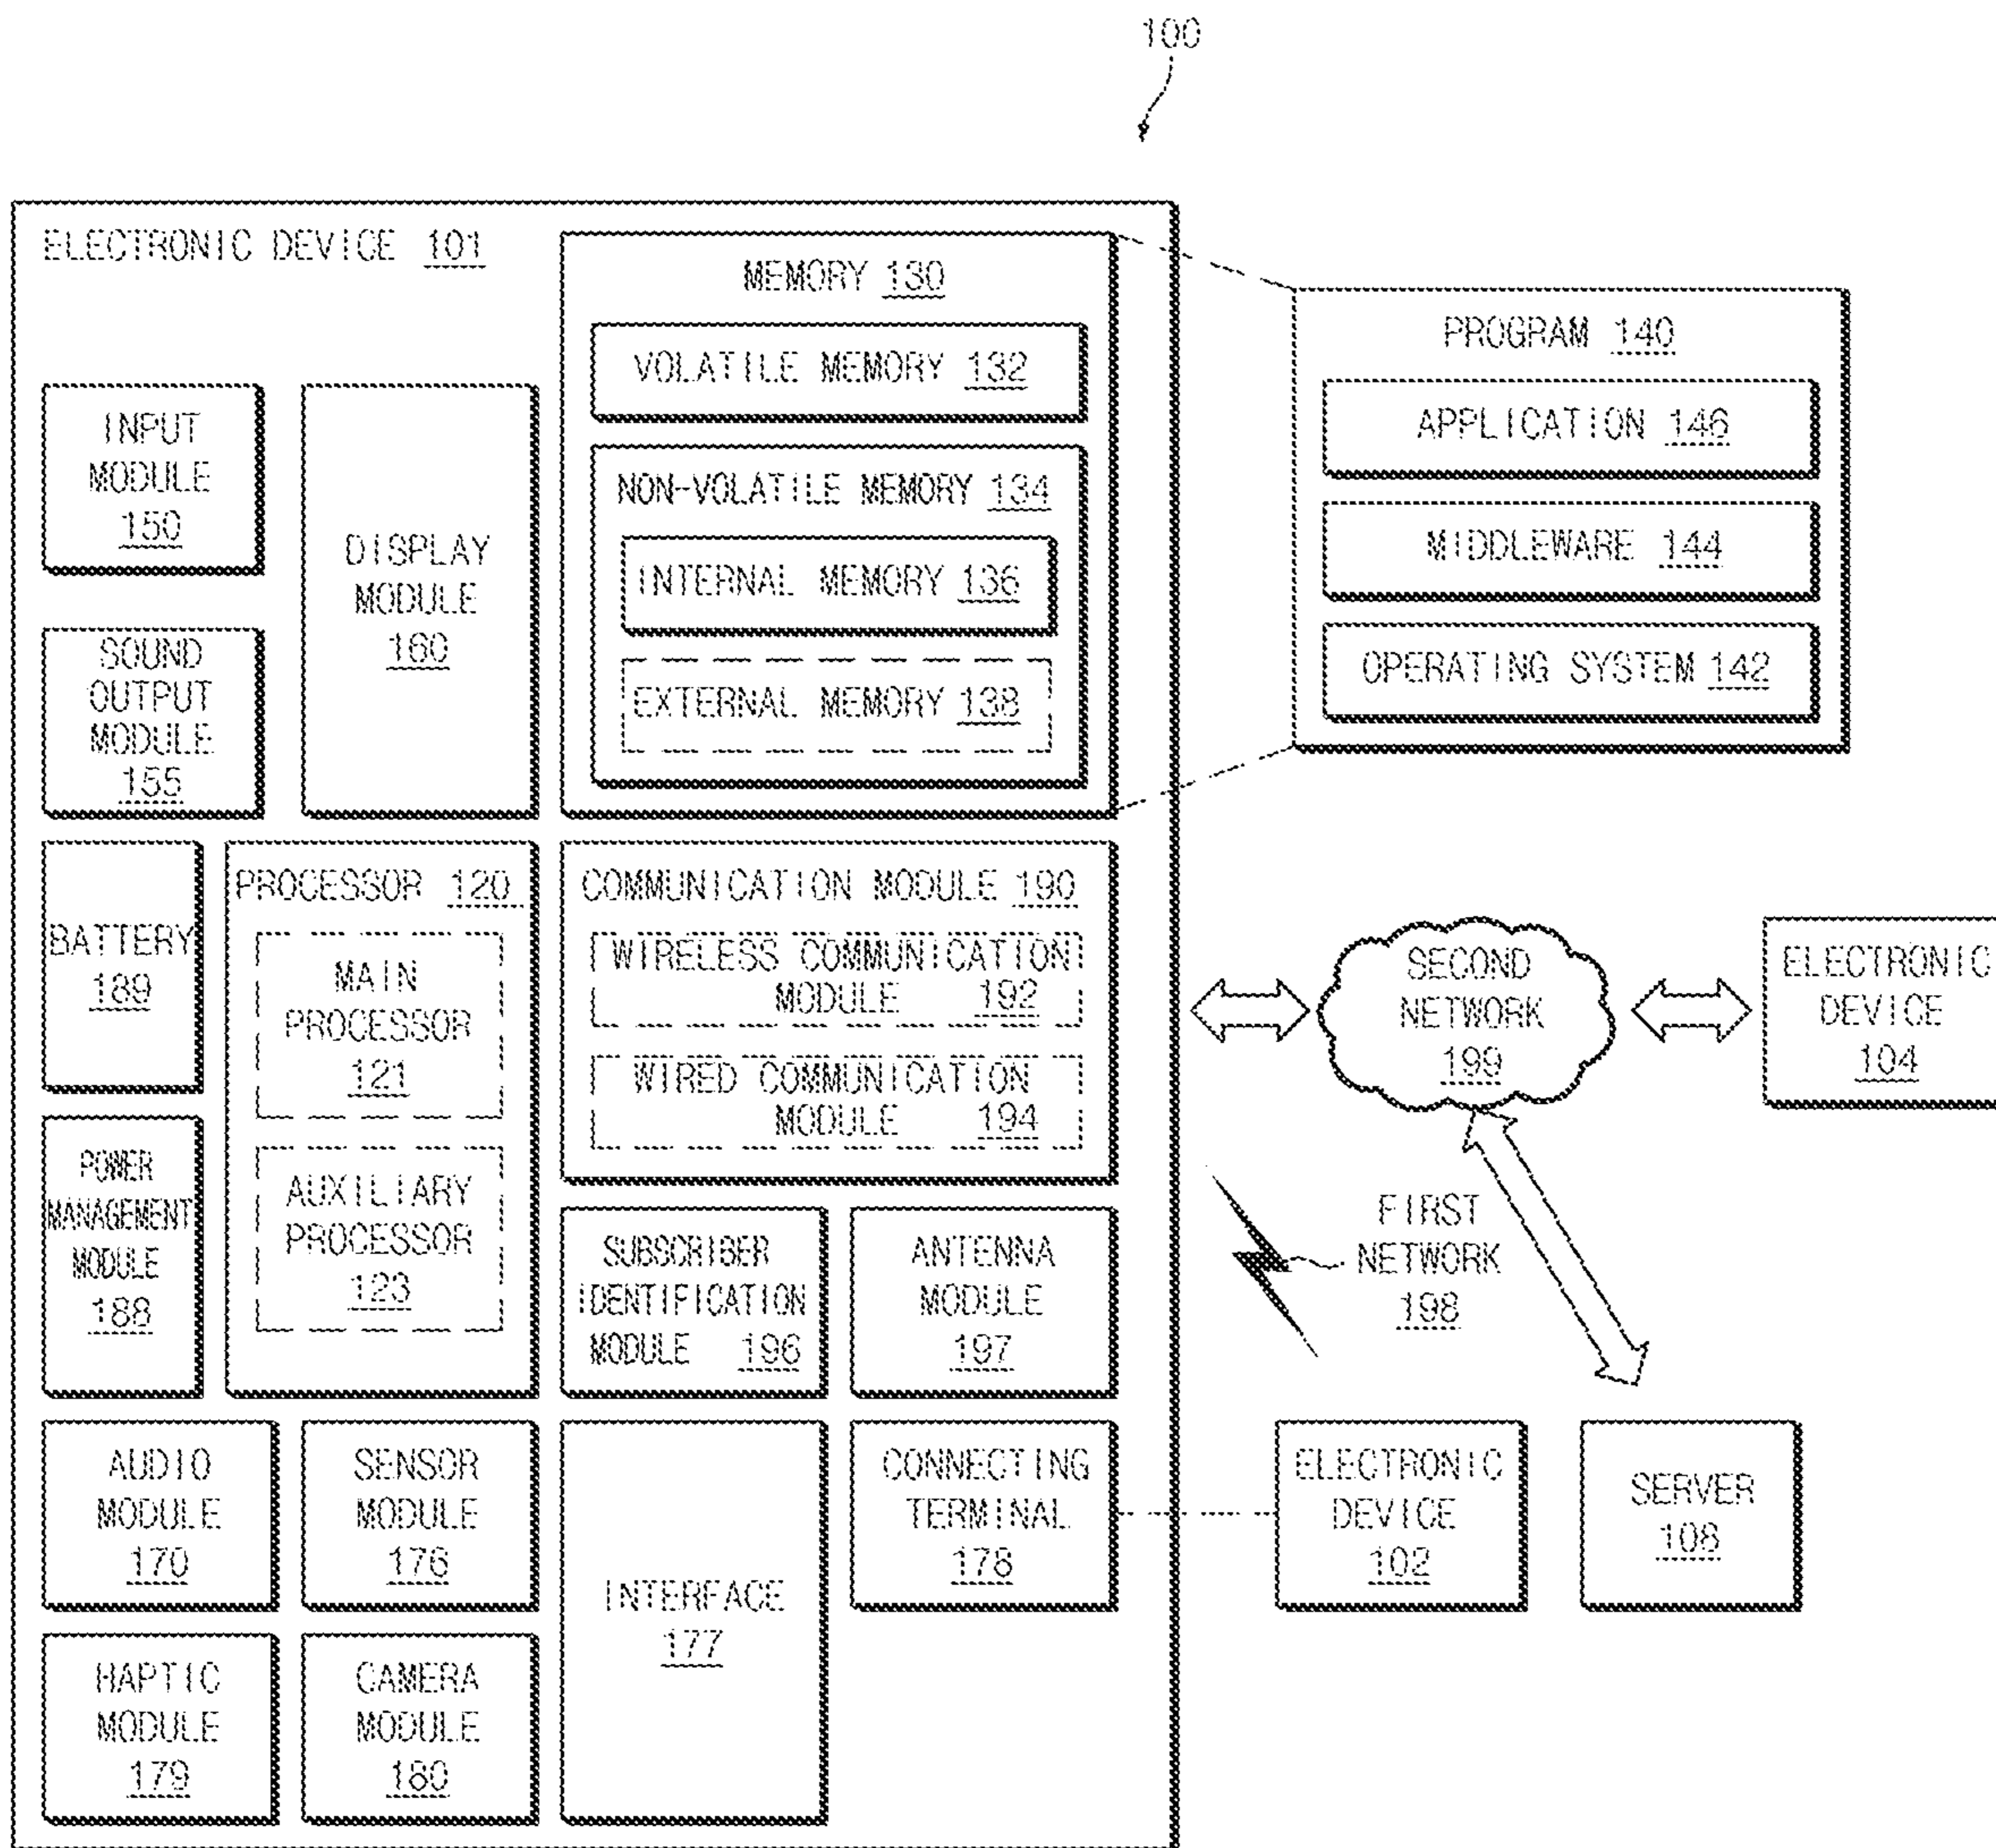 100
ELECTRONIC DEVICE 101
MEMORY 130
VOLATILE MEMORY 132
NON-VOLATILE MEMORY 134
INTERNAL MEMORY 136
EXTERNAL MEMORY 138
PROGRAM 140
APPLICATION 146
MIDDLEWARE 144
OPERATING SYSTEM 142
INPUT
MODULE
150
SOUND
OUTPUT
MODULE
155
DISPLAY
MODULE
160
BATTERY
189
POWER
MANAGEMENT
MODULE
188
PROCESSOR 120
MAIN
PROCESSOR
121
AUXILIARY
PROCESSOR
123
COMMUNICATION MODULE 190
WIRELESS COMMUNICATION
MODULE 192
WIRED COMMUNICATION
MODULE 194
SUBSCRIBER
IDENTIFICATION
MODULE 196
ANTENNA
MODULE
197
SECOND
NETWORK
199
ELECTRONIC
DEVICE
104
FIRST
NETWORK
198
AUDIO
MODULE
170
SENSOR
MODULE
176
INTERFACE
177
CONNECTING
TERMINAL
178
ELECTRONIC
DEVICE
102
SERVER
108
HAPTIC
MODULE
179
CAMERA
MODULE
180